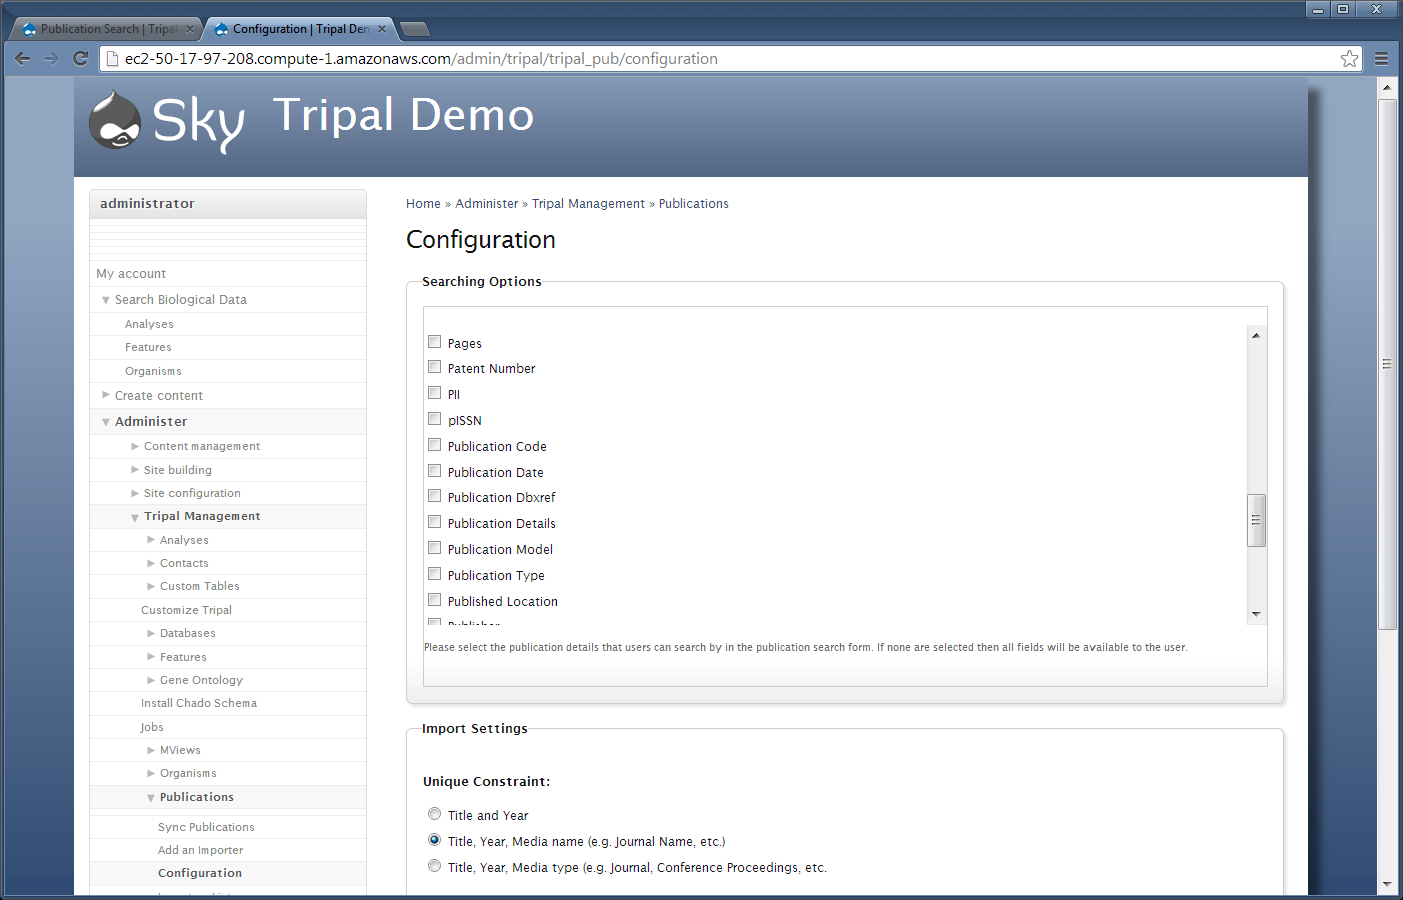 Publication Search | Tripal
Configuration | Tripal Den
ec2-50-17-97-208.compute-1.amazonaws.com/admin/tripal/tripal_pub/configuration
Sky Tripal Demo
administrator
My account
Search Biological Data
Analyses
Features
Organisms
Create content
Administer
Content management
Site building
Site configuration
Tripal Management
Analyses
Contacts
Custom Tables
Customize Tripal
Databases
Features
Gene Ontology
Install Chado Schema
Jobs
MViews
Organisms
Publications
Sync Publications
Add an Importer
Configuration
Home » Administer » Tripal Management » Publications
Configuration
Searching Options
Pages
Patent Number
PII
pISSN
Publication Code
Publication Date
Publication Dbxref
Publication Details
Publication Model
Publication Type
Published Location
Publisher
Please select the publication details that users can search by in the publication search form. If none are selected then all fields will be available to the user.
Import Settings
Unique Constraint:
Title and Year
Title, Year, Media name (e.g. Journal Name, etc.)
Title, Year, Media type (e.g. Journal, Conference Proceedings, etc.